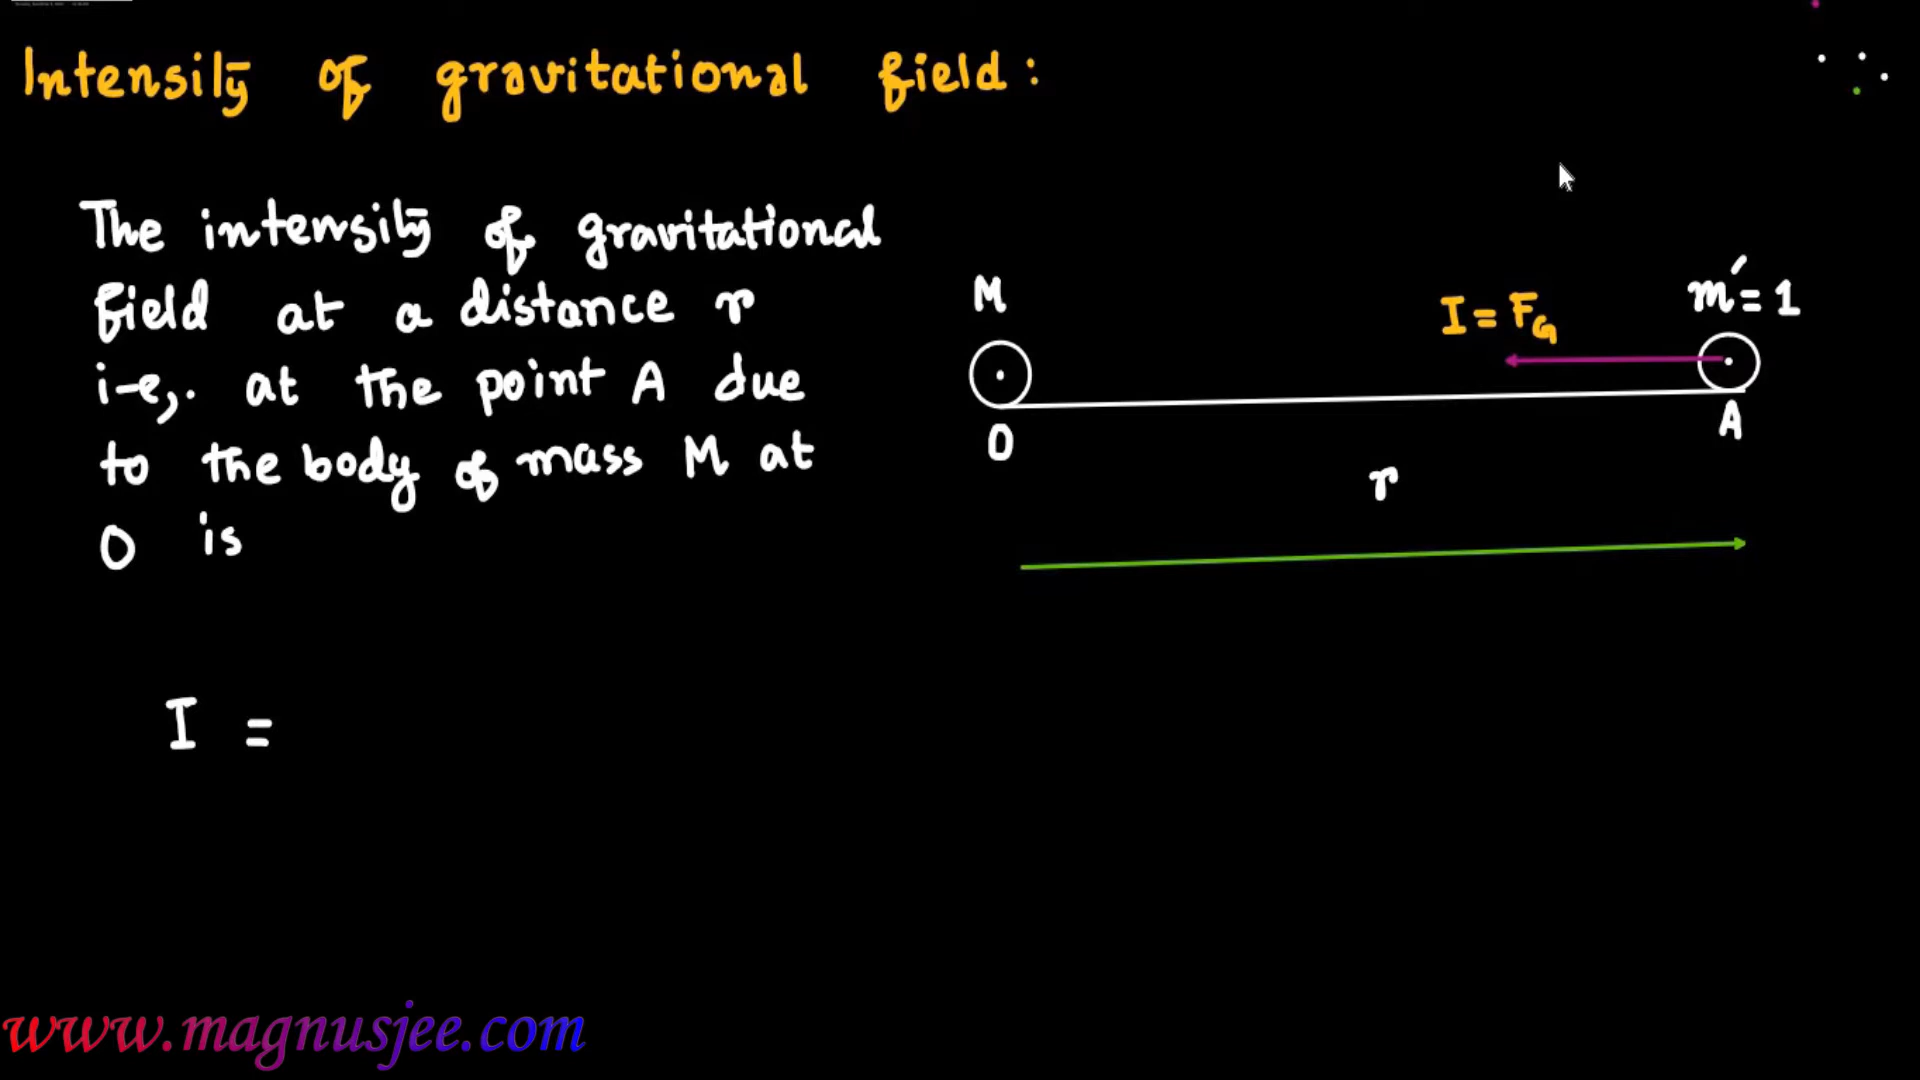 Intensity of gravitational field:
The intensity of gravitational
field at a distance r
i-e,. at the point A due
to the body of mass M at
O is
M
I = F_G
m′ = 1
O
A
r
I =
www.magnusjee.com